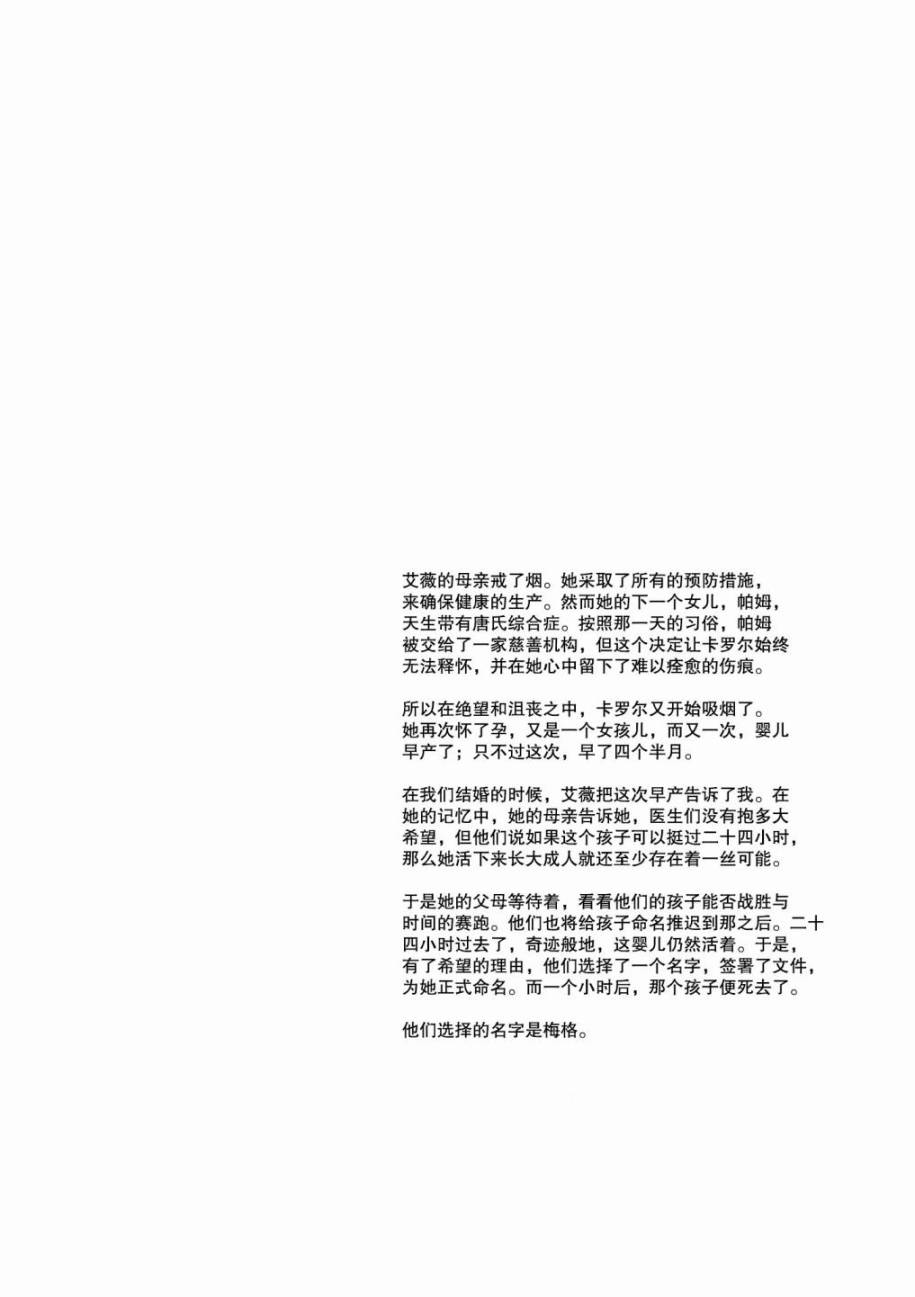 艾薇的母亲戒了烟。她采取了所有的预防措施，
来确保健康的生产。然而她的下一个女儿，帕姆，
天生带有唐氏综合症。按照那一天的习俗，帕姆
被交给了一家慈善机构，但这个决定让卡罗尔始终
无法释怀，并在她心中留下了难以痊愈的伤痕。
所以在绝望和沮丧之中，卡罗尔又开始吸烟了。
她再次怀了孕，又是一个女孩儿，而又一次，婴儿
早产了；只不过这次，早了四个半月。
在我们结婚的时候，艾薇把这次早产告诉了我。在
她的记忆中，她的母亲告诉她，医生们没有抱多大
希望，但他们说如果这个孩子可以挺过二十四小时，
那么她活下来长大成人就还至少存在着一丝可能。
于是她的父母等待着，看看他们的孩子能否战胜与
时间的赛跑。他们也将给孩子命名推迟到那之后。二十
四小时过去了，奇迹般地，这婴儿仍然活着。于是，
有了希望的理由，他们选择了一个名字，签署了文件，
为她正式命名。而一个小时后，那个孩子便死去了。
他们选择的名字是梅格。